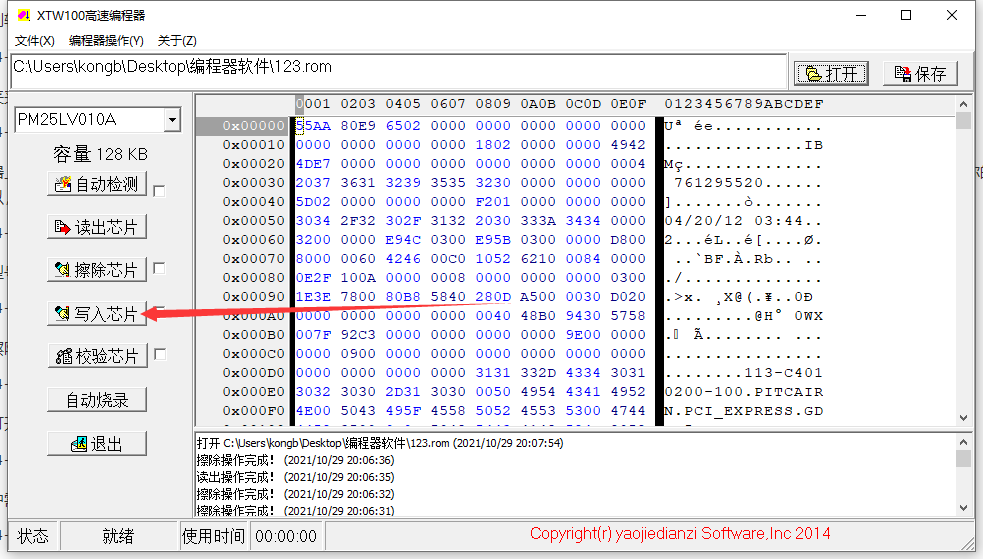 XTW100高速编程器
文件(X) 编程器操作(Y) 关于(Z)
C:\Users\kongb\Desktop\编程器软件\123.rom
打开 保存
PM25LV010A
容量 128 KB
自动检测
读出芯片
擦除芯片
写入芯片
校验芯片
自动烧录
退出
0001 0203 0405 0607 0809 0A0B 0C0D 0E0F 0123456789ABCDEF
0x00000 55AA 80E9 6502 0000 0000 0000 0000 0000 Uª ée...........
0x00010 0000 0000 0000 0000 1802 0000 0000 4942 ..............IB
0x00020 4DE7 0000 0000 0000 0000 0000 0000 0004 Mç..............
0x00030 2037 3631 3239 3535 3230 0000 0000 0000 761295520......
0x00040 5D02 0000 0000 0000 F201 0000 0000 0000 ].......ò.......
0x00050 3034 2F32 302F 3132 2030 333A 3434 0000 04/20/12 03:44..
0x00060 3200 0000 E94C 0300 E95B 0300 0000 D800 2...éL..é[....Ø.
0x00070 8000 0060 4246 00C0 1052 6210 0084 0000 ..`BF.À.Rb.. ..
0x00080 0E2F 100A 0000 0008 0000 0000 0000 0300 ./..............
0x00090 1E3E 7800 80B8 5840 280D A500 0030 D020 .>x. ¸X@(.¥..0Ð
0x000A0 0000 0000 0000 0000 0040 48B0 9430 5758 .........@H° 0WX
0x000B0 007F 92C3 0000 0000 0000 9E00 0000 0000
0x000C0 0000 0900 0000 0000 0000 0000 0000 0000 ................
0x000D0 0000 0000 0000 0000 3131 332D 4334 3031 ........113-C401
0x000E0 3032 3030 2D31 3030 0050 4954 4341 4952 0200-100.PITCAIR
0x000F0 4E00 5043 495F 4558 5052 4553 5300 4744 N.PCI_EXPRESS.GD
打开 C:\Users\kongb\Desktop\编程器软件\123.rom (2021/10/29 20:07:54)
擦除操作完成! (2021/10/29 20:06:36)
读出操作完成! (2021/10/29 20:06:35)
擦除操作完成! (2021/10/29 20:06:32)
擦除操作完成! (2021/10/29 20:06:31)
状态 就绪 使用时间 00:00:00 Copyright(r) yaojiedianzi Software,Inc 2014